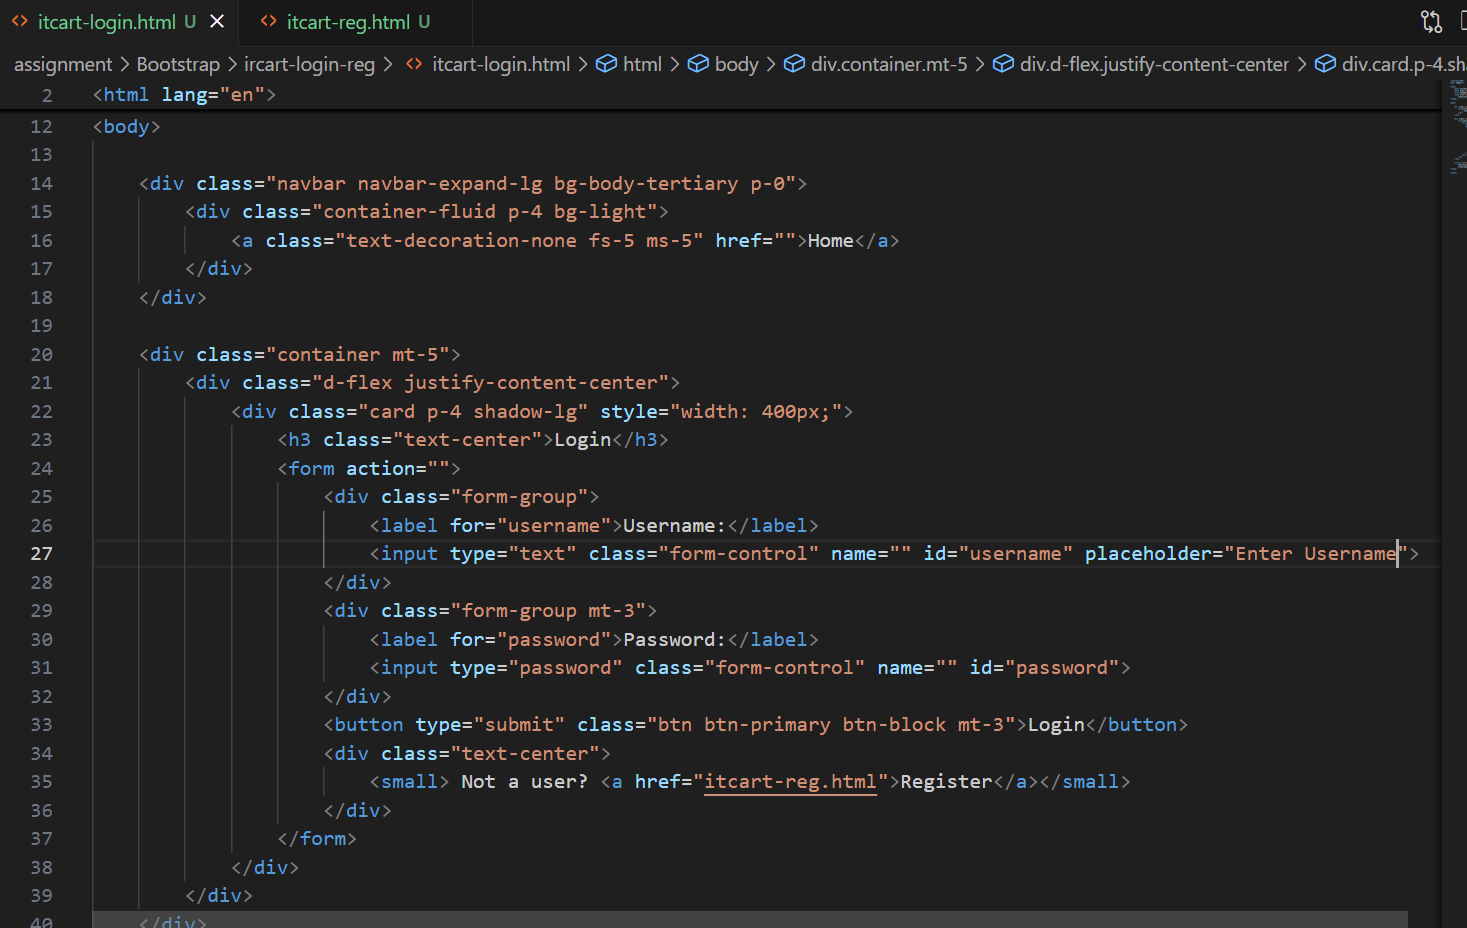 <> itcart-login.html U × <> itcart-reg.html U
assignment > Bootstrap > ircart-login-reg > <> itcart-login.html > html > body > div.container.mt-5 > div.d-flex.justify-content-center > div.card.p-4.sha
2 <html lang="en">
12 <body>
13
14 <div class="navbar navbar-expand-lg bg-body-tertiary p-0">
15 <div class="container-fluid p-4 bg-light">
16 <a class="text-decoration-none fs-5 ms-5" href="">Home</a>
17 </div>
18 </div>
19
20 <div class="container mt-5">
21 <div class="d-flex justify-content-center">
22 <div class="card p-4 shadow-lg" style="width: 400px;">
23 <h3 class="text-center">Login</h3>
24 <form action="">
25 <div class="form-group">
26 <label for="username">Username:</label>
27 <input type="text" class="form-control" name="" id="username" placeholder="Enter Username">
28 </div>
29 <div class="form-group mt-3">
30 <label for="password">Password:</label>
31 <input type="password" class="form-control" name="" id="password">
32 </div>
33 <button type="submit" class="btn btn-primary btn-block mt-3">Login</button>
34 <div class="text-center">
35 <small> Not a user? <a href="itcart-reg.html">Register</a></small>
36 </div>
37 </form>
38 </div>
39 </div>
40 </div>